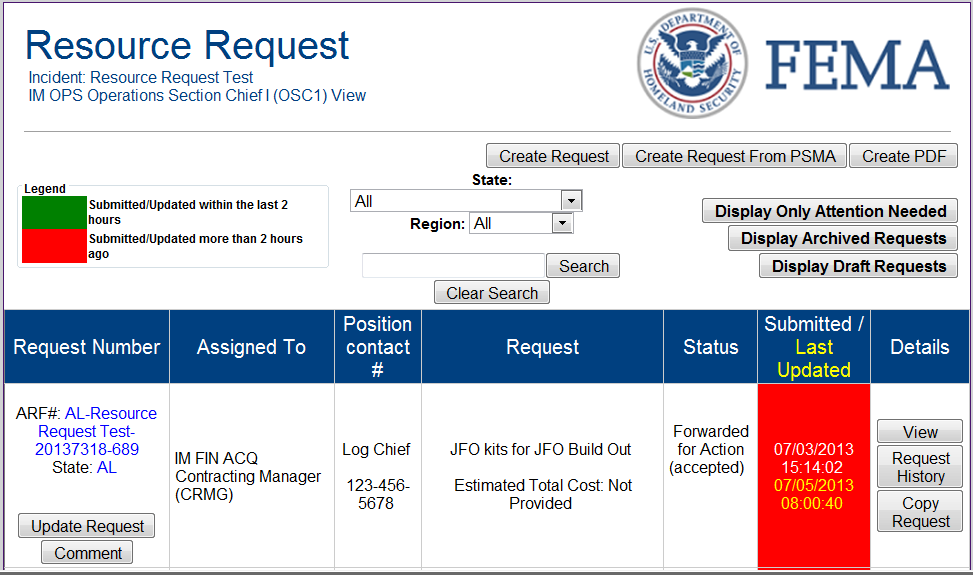 Resource Request
Incident: Resource Request Test
IM OPS Operations Section Chief I (OSC1) View
U.S. DEPARTMENT OF
HOMELAND SECURITY
FEMA
Create Request
Create Request From PSMA
Create PDF
Legend
Submitted/Updated within the last 2
hours
Submitted/Updated more than 2 hours
ago
State:
All
Region: All
Search
Clear Search
Display Only Attention Needed
Display Archived Requests
Display Draft Requests
Request Number
Assigned To
Position
contact
#
Request
Status
Submitted /
Last
Updated
Details
ARF#: AL-Resource
Request Test-
20137318-689
State: AL
Update Request
Comment
IM FIN ACQ
Contracting Manager
(CRMG)
Log Chief
123-456-
5678
JFO kits for JFO Build Out
Estimated Total Cost: Not
Provided
Forwarded
for Action
(accepted)
07/03/2013
15:14:02
07/05/2013
08:00:40
View
Request
History
Copy
Request